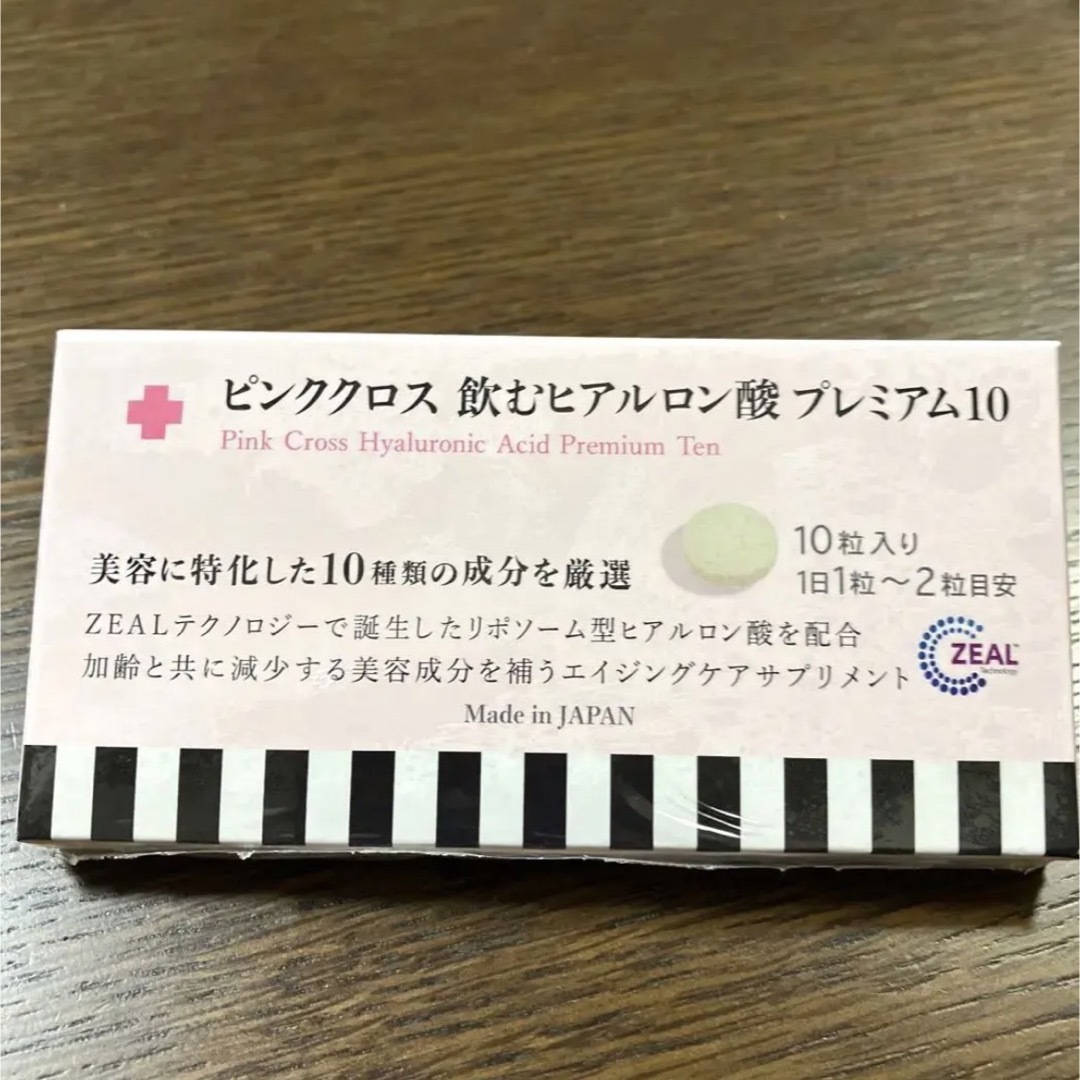 ピンククロス 飲むヒアルロン酸 プレミアム10
Pink Cross Hyaluronic Acid Premium Ten
10粒入り
1日1粒～2粒目安
美容に特化した10種類の成分を厳選
ZEALテクノロジーで誕生したリポソーム型ヒアルロン酸を配合
加齢と共に減少する美容成分を補うエイジングケアサプリメント
ZEAL™
Technology
Made in JAPAN